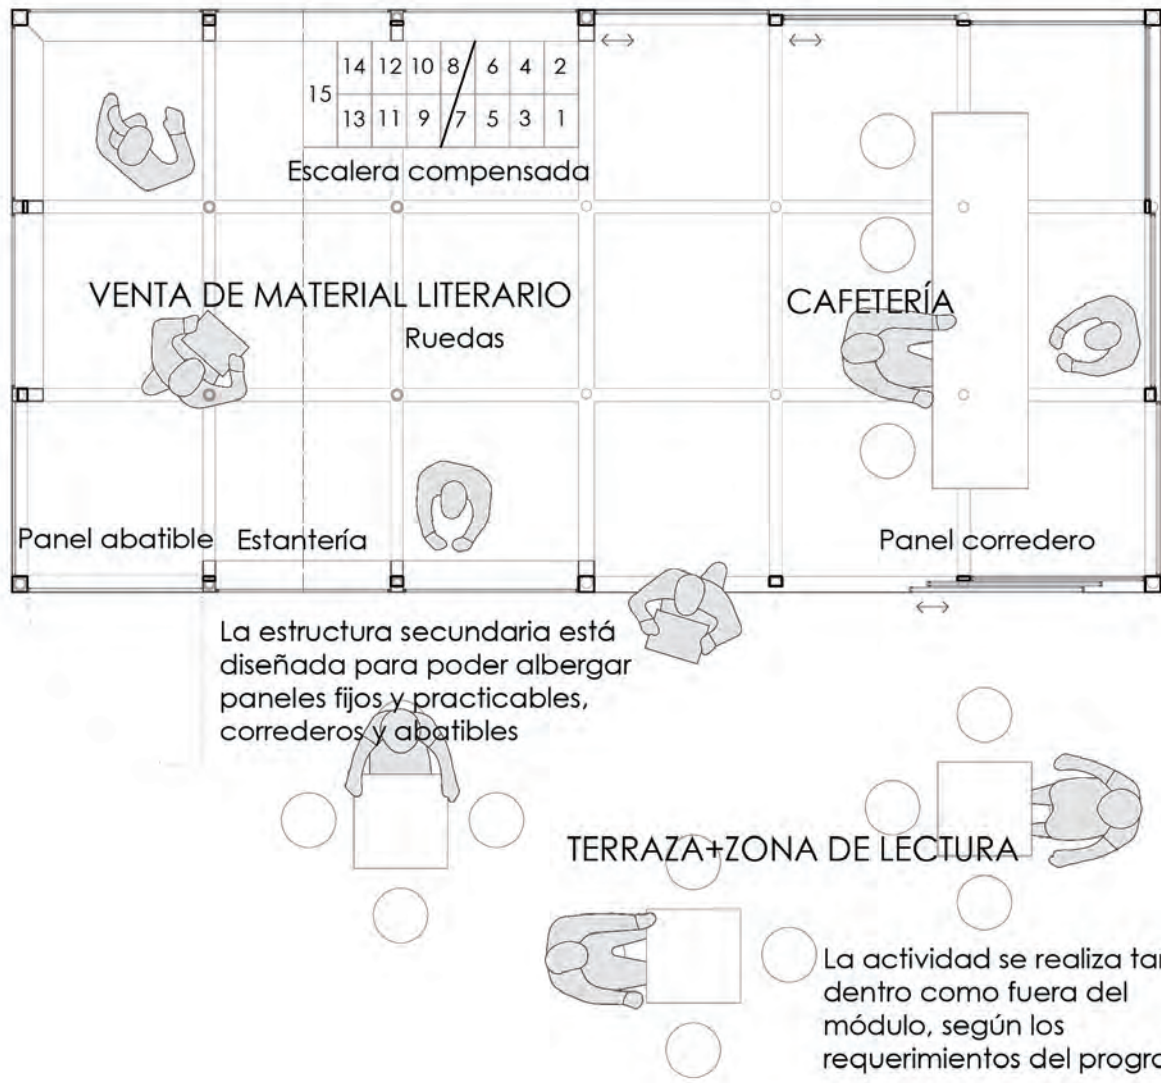 14 12 10 8 6 4 2
15
13 11 9 7 5 3 1
Escalera compensada
VENTA DE MATERIAL LITERARIO
CAFETERÍA
Ruedas
Panel abatible
Estantería
Panel corredero
La estructura secundaria está
diseñada para poder albergar
paneles fijos y practicables,
correderos y abatibles
TERRAZA+ZONA DE LECTURA
La actividad se realiza
dentro como fuera del
módulo, según los
requerimientos del